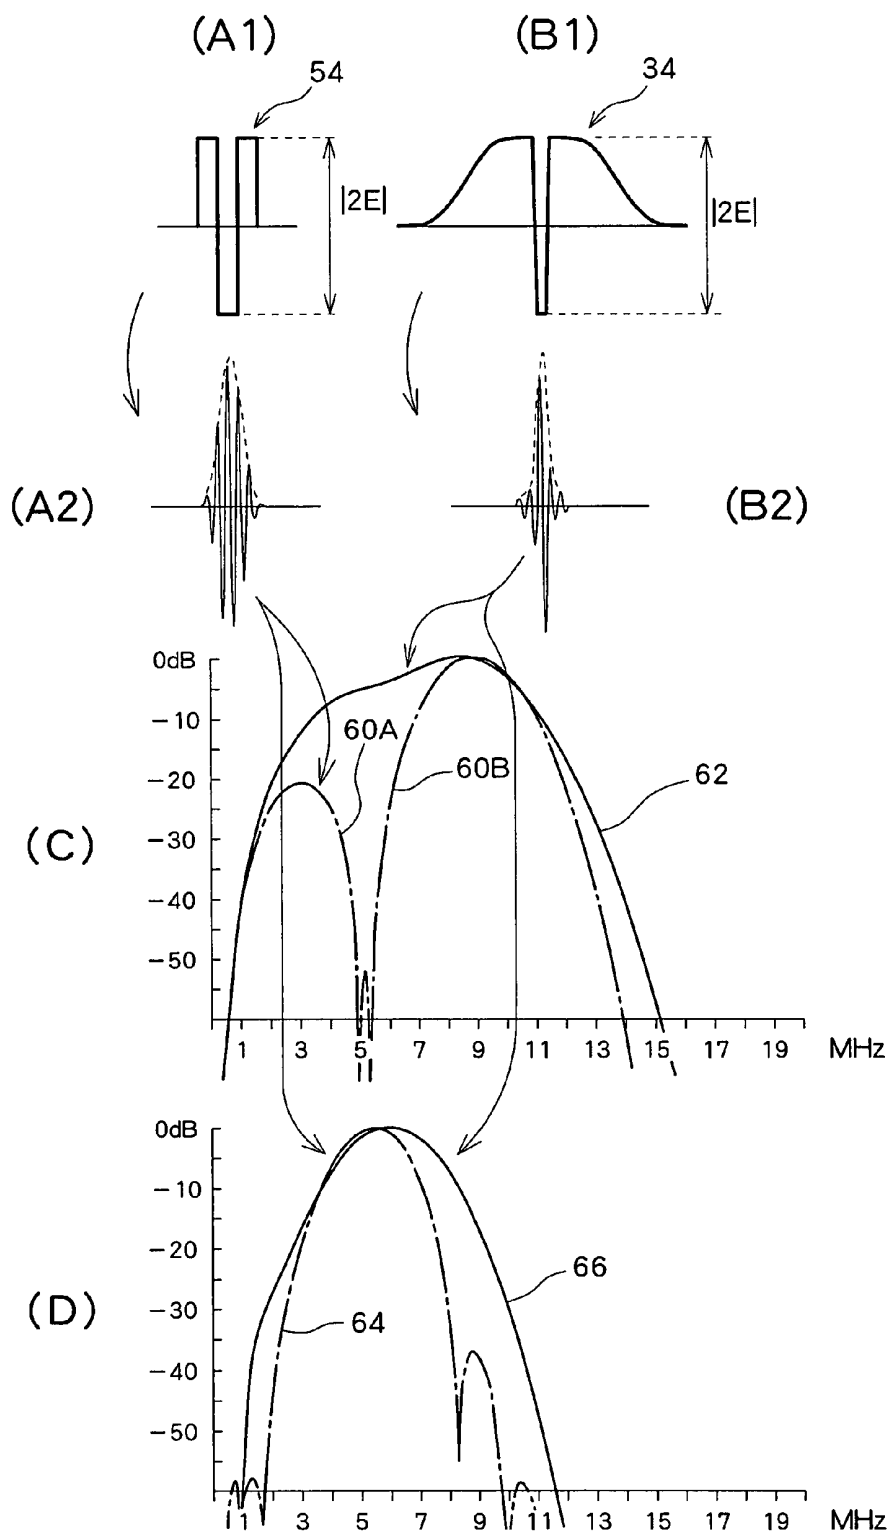 (A1) (B1)
54 34
|2E| |2E|
(A2) (B2)
0dB
-10
-20
-30
-40
-50
60A
60B
62
(C)
1 3 5 7 9 11 13 15 17 19 MHz
0dB
-10
-20
-30
-40
-50
66
64
(D)
1 3 5 7 9 11 13 15 17 19 MHz